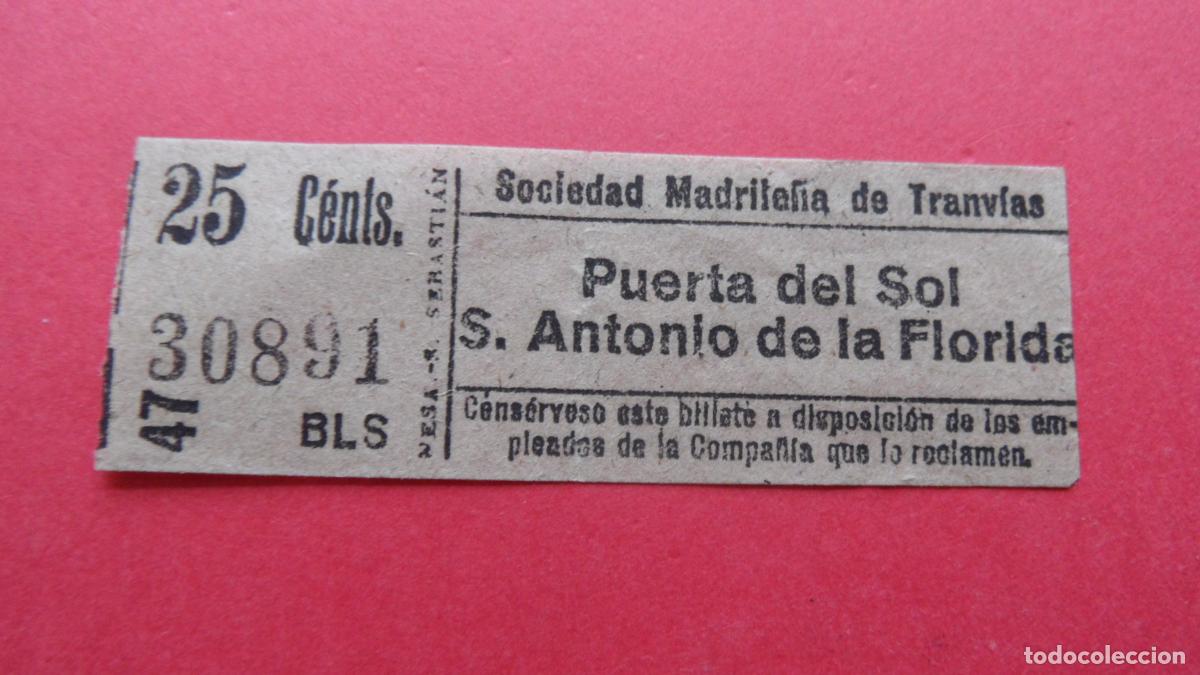 25 Cénts.
30891
47
BLS
RESA.-S. SEBASTIÁN
Sociedad Madrileña de Tranvías
Puerta del Sol
S. Antonio de la Florida
Consérvese este billete a disposición de los em-
pleados de la Compañía que lo reclamen.
todocoleccion